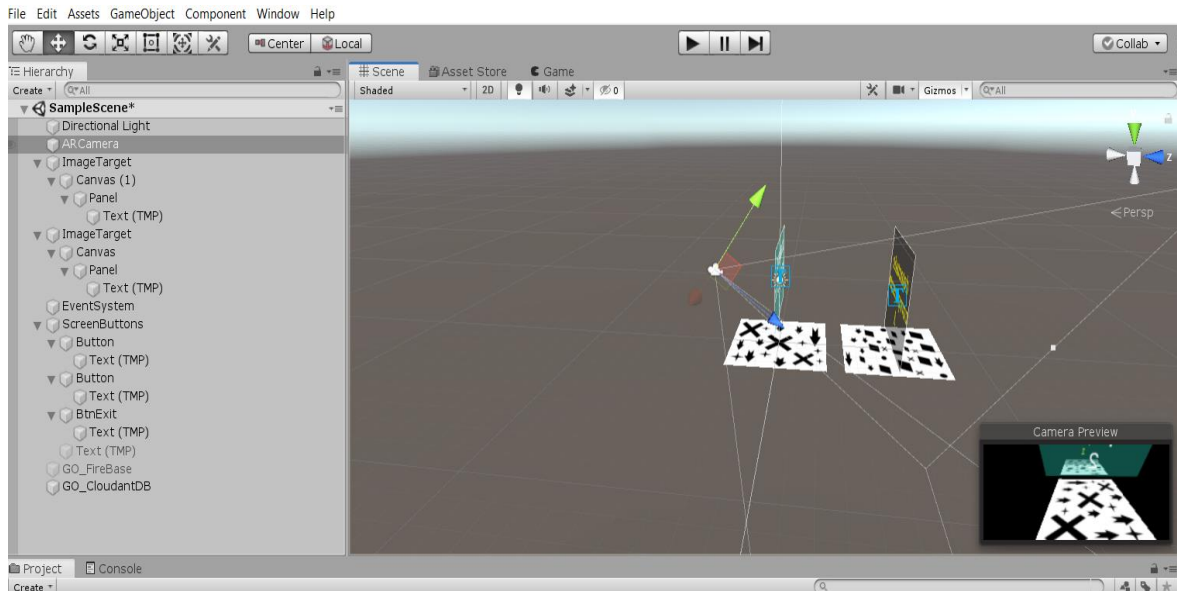 File Edit Assets GameObject Component Window Help
Center Local Collab
Hierarchy
Scene Asset Store Game
Create All
Shaded 2D 0 Gizmos All
SampleScene*
Directional Light
ARCamera
ImageTarget
Canvas (1)
Panel
Text (TMP)
ImageTarget
Canvas
Panel
Text (TMP)
EventSystem
ScreenButtons
Button
Text (TMP)
Button
Text (TMP)
BtnExit
Text (TMP)
Text (TMP)
GO_FireBase
GO_CloudantDB
z
Persp
Camera Preview
Project Console
Create